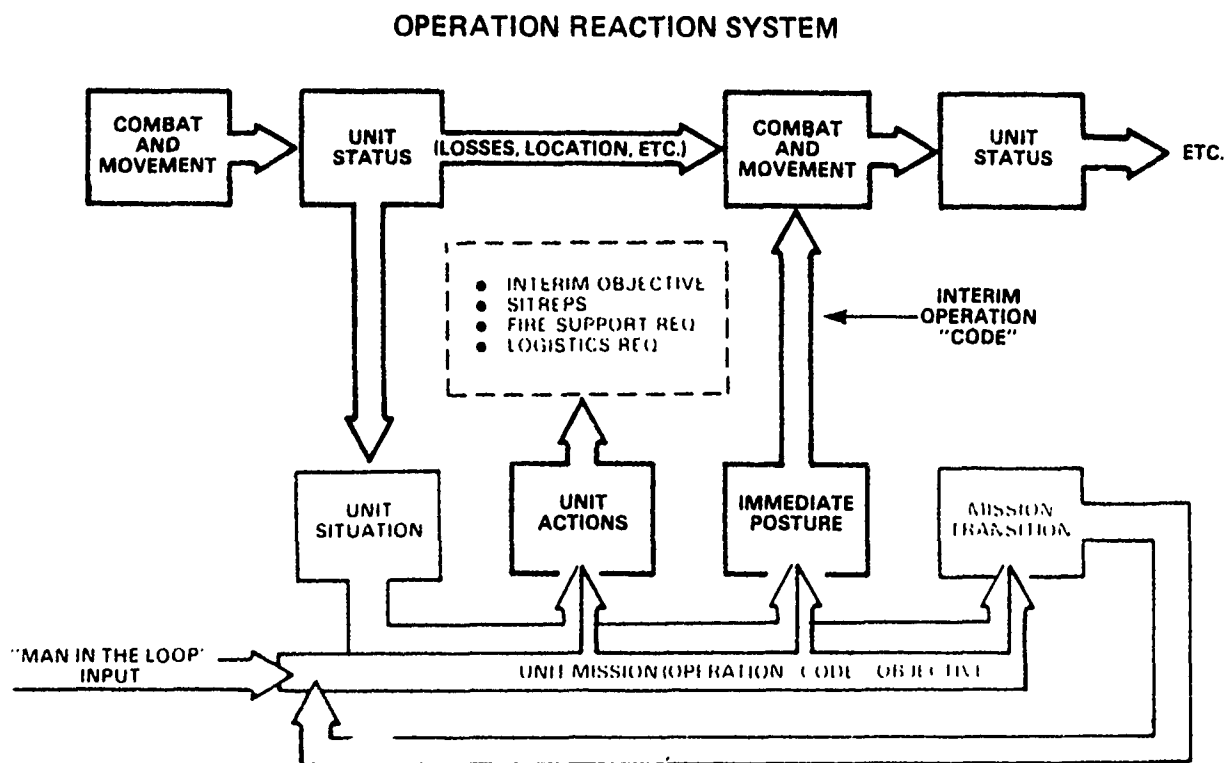 OPERATION REACTION SYSTEM
COMBAT
AND
MOVEMENT
UNIT
STATUS
(LOSSES, LOCATION, ETC.)
COMBAT
AND
MOVEMENT
UNIT
STATUS
ETC.
● INTERIM OBJECTIVE
● SITREPS
● FIRE SUPPORT REQ
● LOGISTICS REQ
INTERIM
OPERATION
"CODE"
UNIT
SITUATION
UNIT
ACTIONS
IMMEDIATE
POSTURE
MISSION
TRANSITION
"MAN IN THE LOOP'
INPUT
UNIT MISSION (OPERATION CODE OBJECTIVE